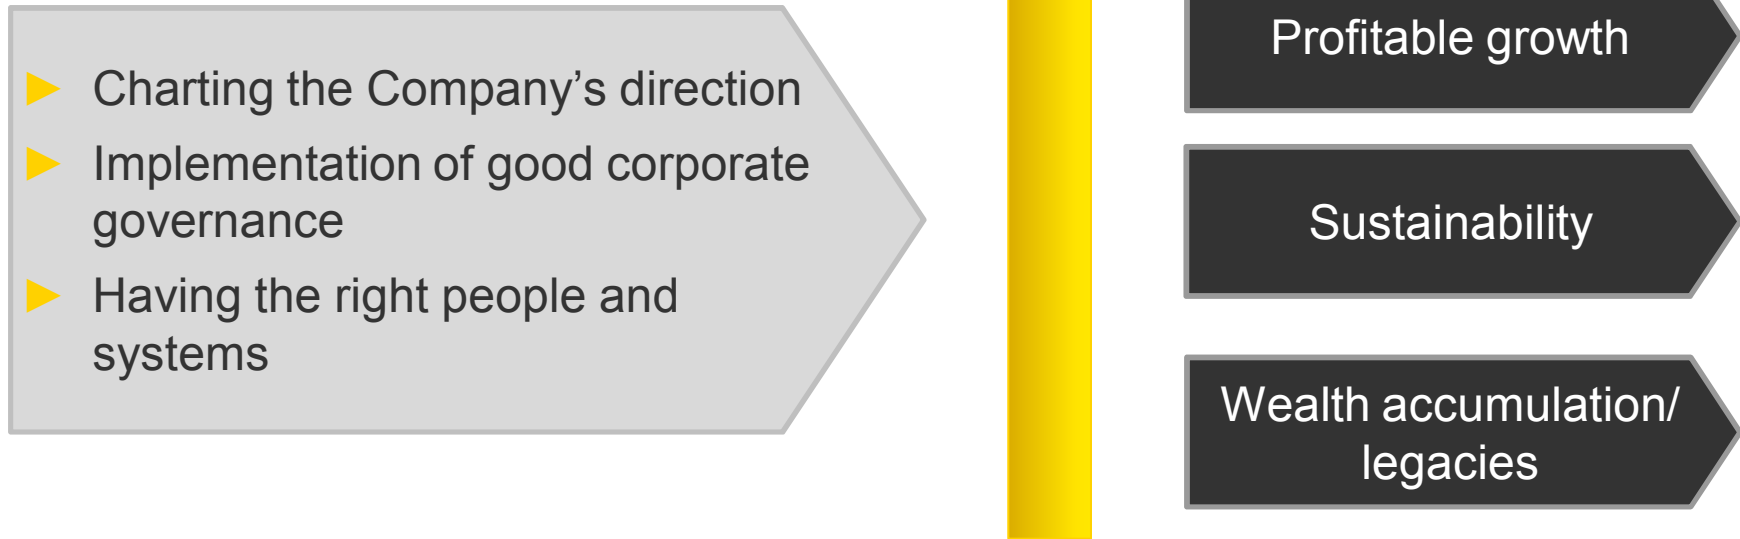 Charting the Company’s direction
Implementation of good corporate
governance
Having the right people and
systems
Profitable growth
Sustainability
Wealth accumulation/
legacies